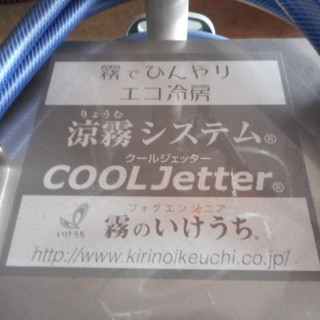 霧でひんやり
エコ冷房
りょうむ
涼霧システム®
クールジェッター
COOLJetter®
フォグエンジニア
いけうち 霧のいけうち®
http://www.kirinoikeuchi.co.jp/